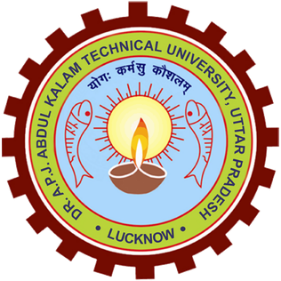 DR. A.P.J. ABDUL KALAM TECHNICAL UNIVERSITY, UTTAR PRADESH
योगः कर्मसु कौशलम्
• LUCKNOW •